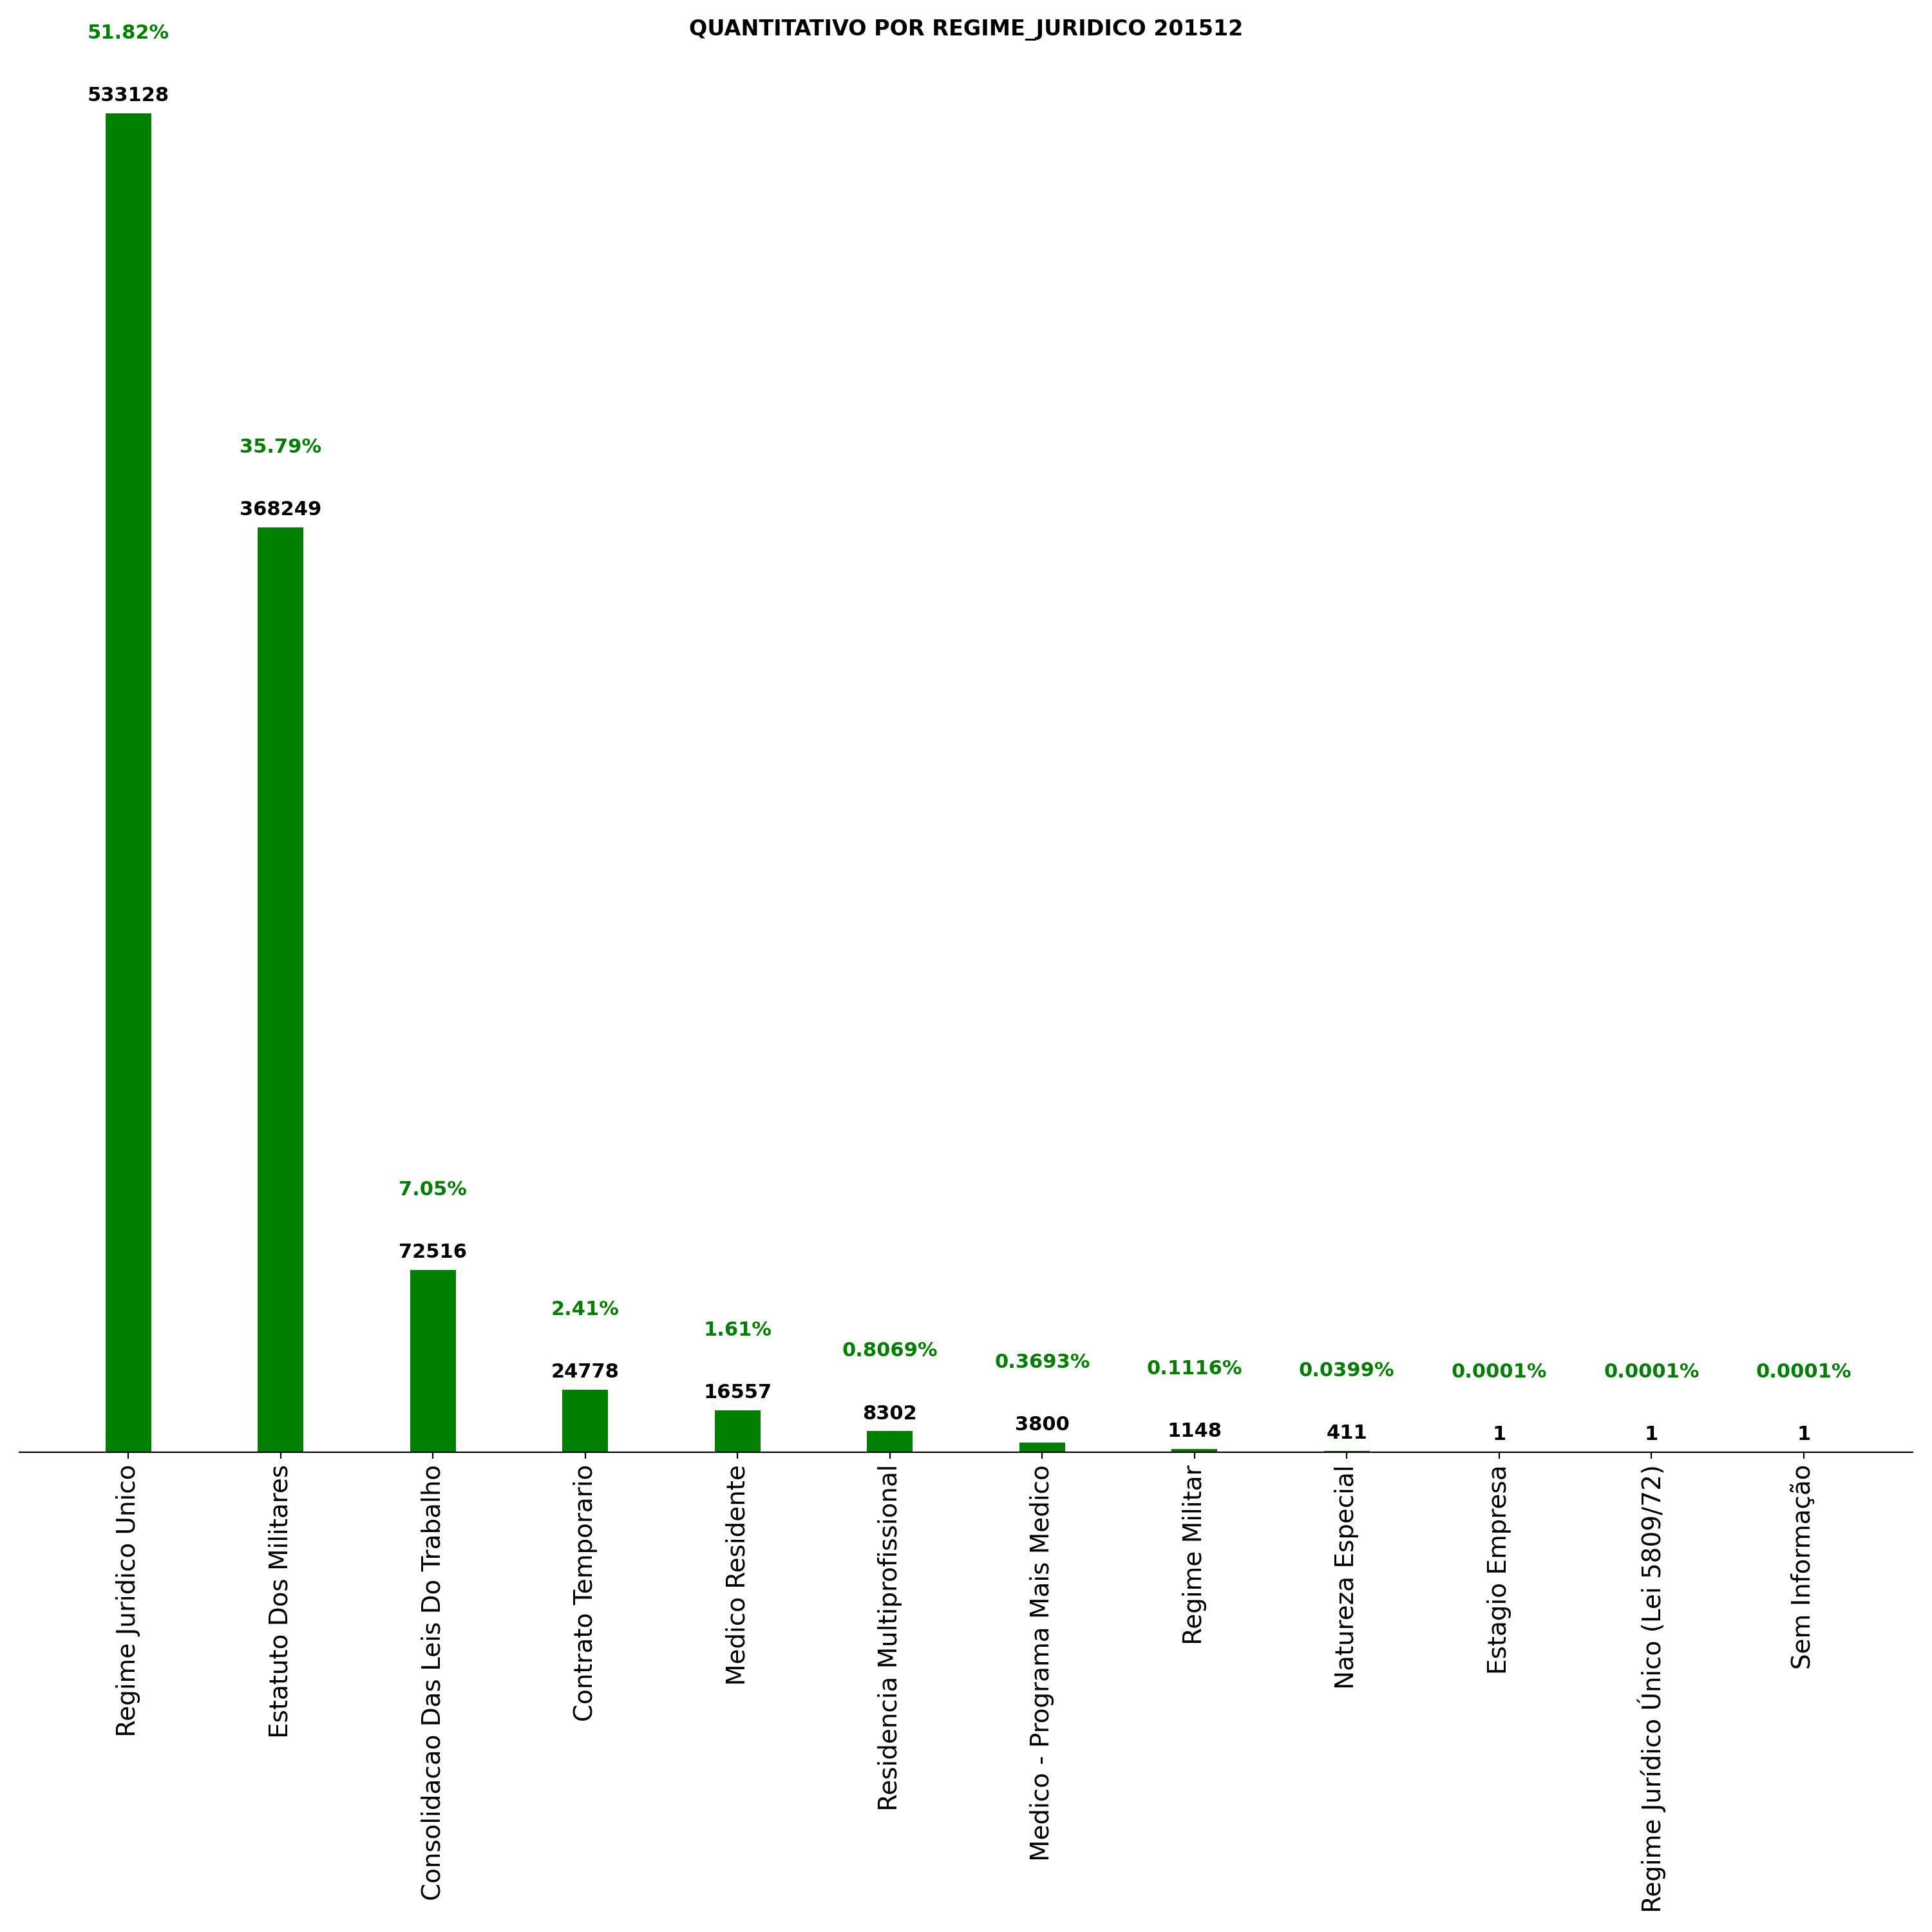 QUANTITATIVO POR REGIME_JURIDICO 201512
51.82%
533128
35.79%
368249
7.05%
72516
2.41%
24778
1.61%
16557
0.8069%
8302
0.3693%
3800
0.1116%
1148
0.0399%
411
0.0001%
1
0.0001%
1
0.0001%
1
Regime Juridico Unico
Estatuto Dos Militares
Consolidacao Das Leis Do Trabalho
Contrato Temporario
Medico Residente
Residencia Multiprofissional
Medico - Programa Mais Medico
Regime Militar
Natureza Especial
Estagio Empresa
Regime Jurídico Único (Lei 5809/72)
Sem Informação